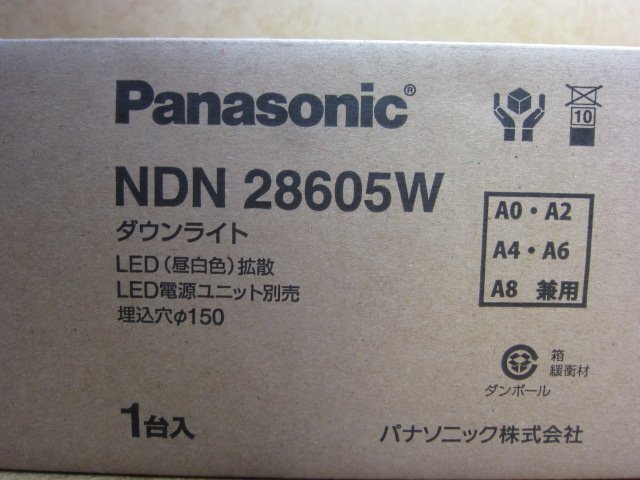 Panasonic®
10
NDN 28605W
ダウンライト
LED（昼白色）拡散
LED電源ユニット別売
埋込穴φ150
A0・A2
A4・A6
A8 兼用
箱
緩衝材
ダンボール
1台入
パナソニック株式会社